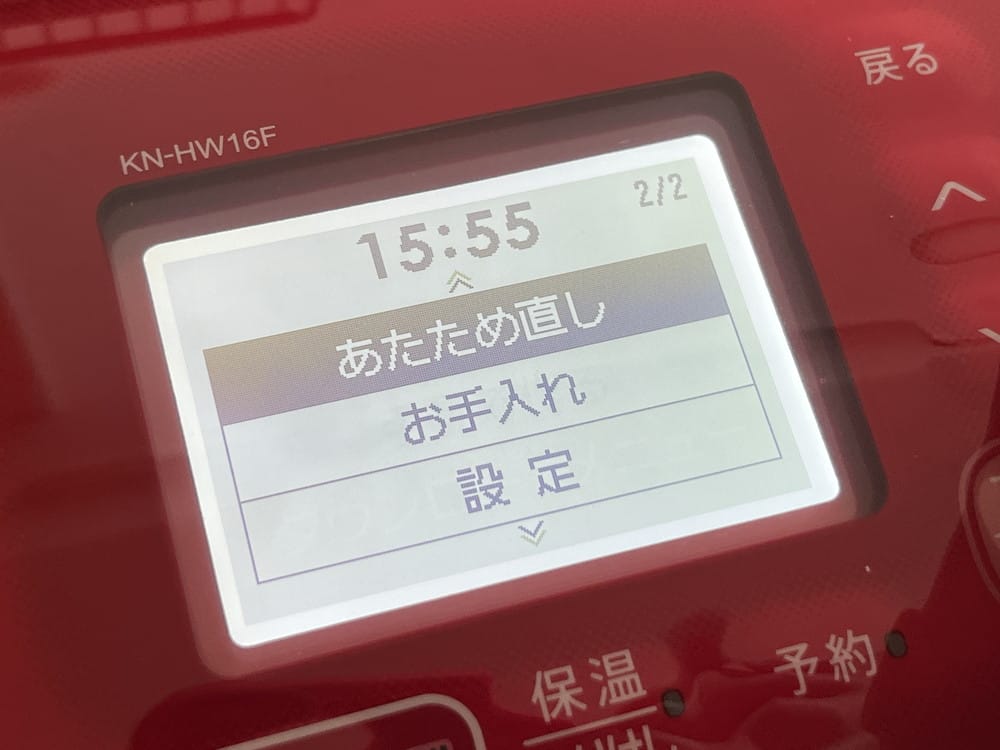 戻る
KN-HW16F
15:55
2/2
あたため直し
お手入れ
設定
予約
保温